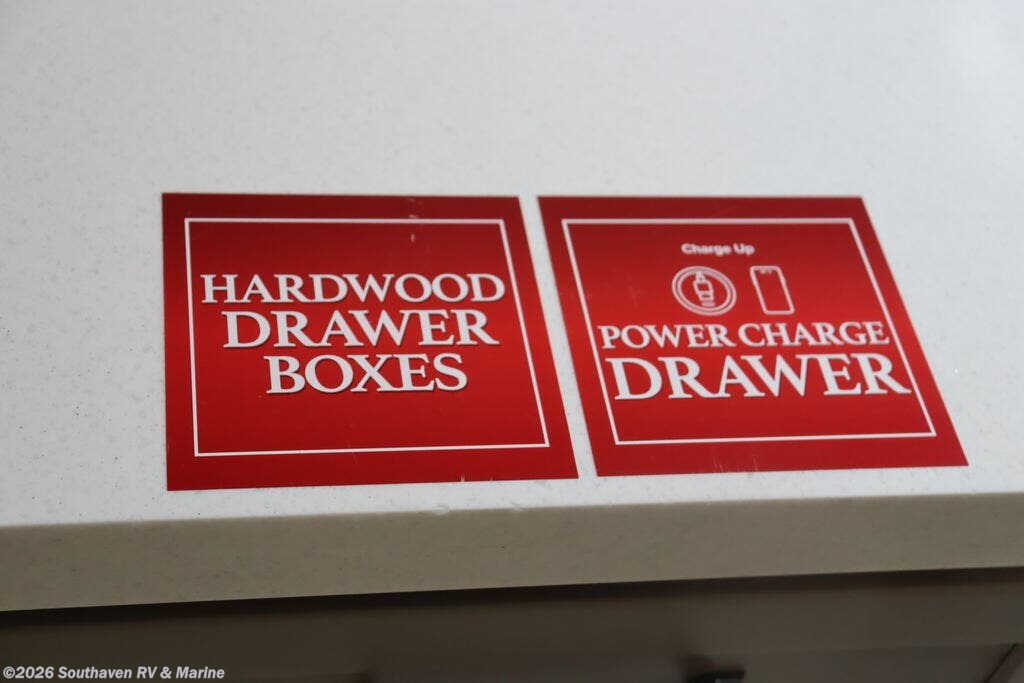 HARDWOOD
DRAWER
BOXES
Charge Up
POWER CHARGE
DRAWER
©2026 Southaven RV & Marine